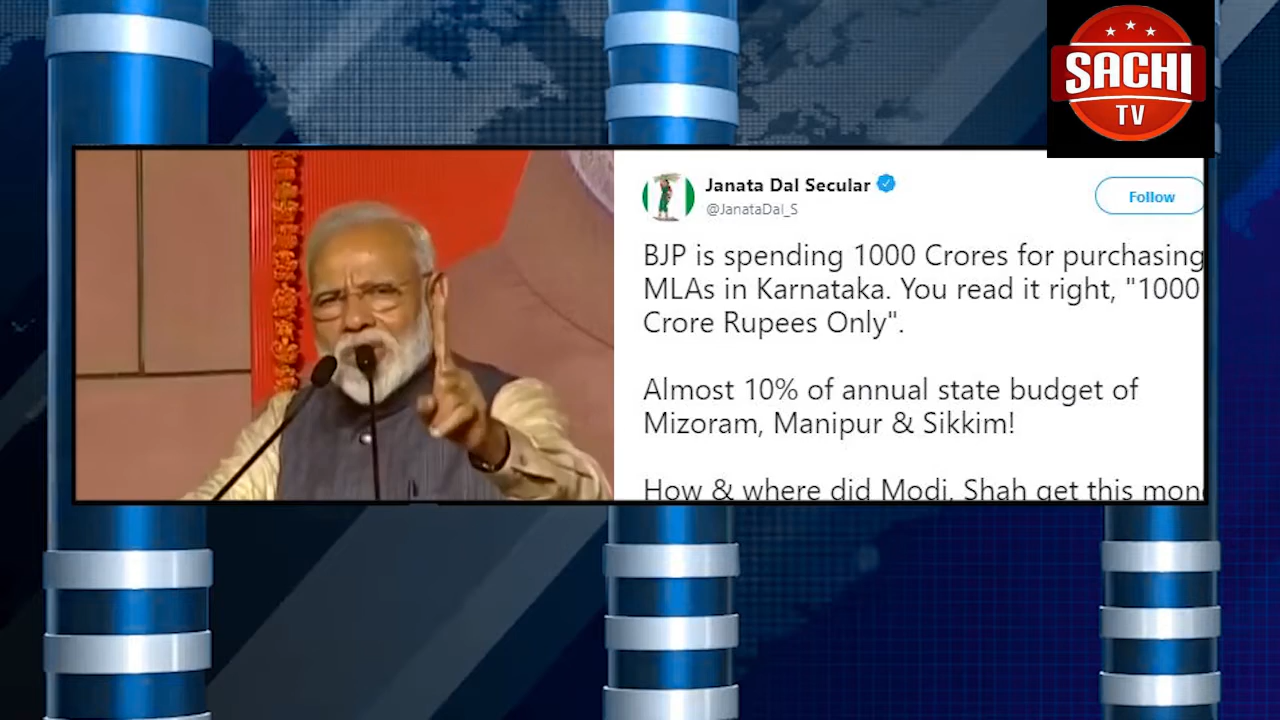 SACHI
TV
Janata Dal Secular
@JanataDal_S
Follow
BJP is spending 1000 Crores for purchasing
MLAs in Karnataka. You read it right, "1000
Crore Rupees Only".
Almost 10% of annual state budget of
Mizoram, Manipur & Sikkim!
How & where did Modi, Shah get this